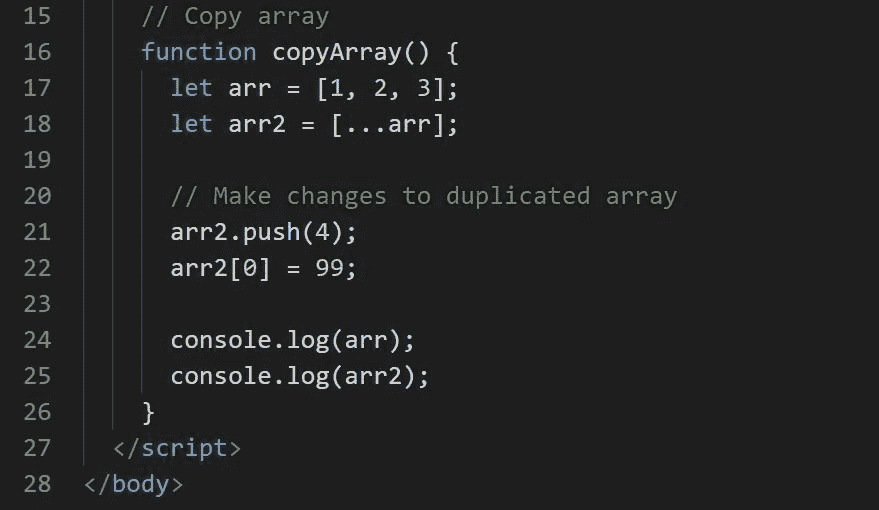 15 // Copy array
16 function copyArray() {
17 let arr = [1, 2, 3];
18 let arr2 = [...arr];
19
20 // Make changes to duplicated array
21 arr2.push(4);
22 arr2[0] = 99;
23
24 console.log(arr);
25 console.log(arr2);
26 }
27 </script>
28 </body>